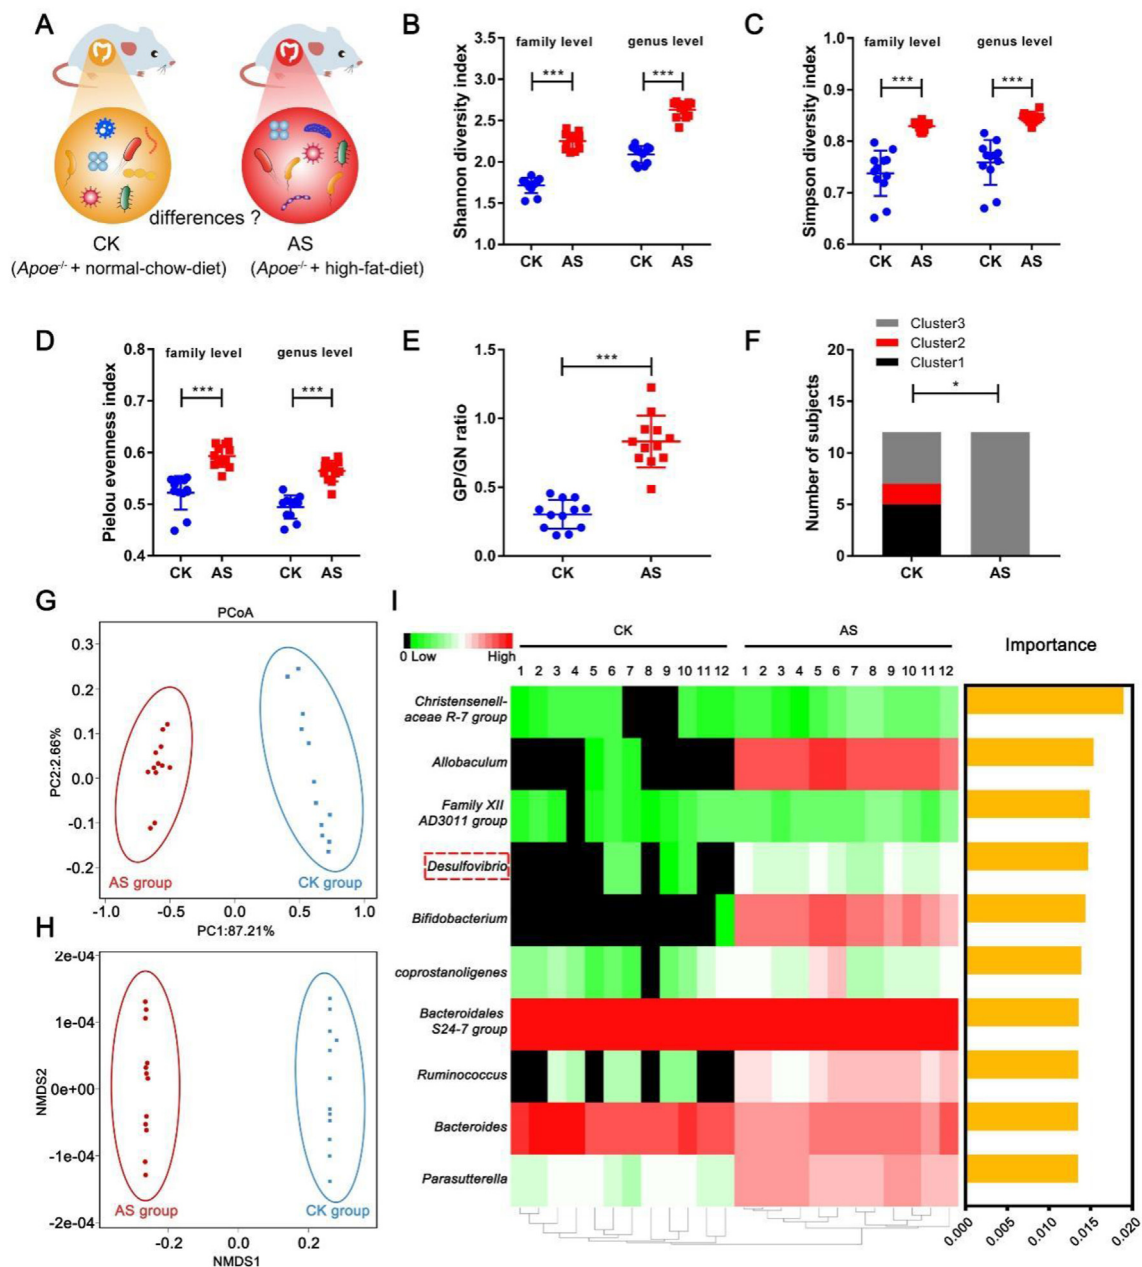 A
differences ?
CK
AS
(Apoe-/- + normal-chow-diet)
(Apoe-/- + high-fat-diet)
B
Shannon diversity index
family level
genus level
***
***
3.5
3.0
2.5
2.0
1.5
1.0
CK AS CK AS
C
Simpson diversity index
family level
genus level
***
***
1.0
0.9
0.8
0.7
0.6
CK AS CK AS
D
Pielou evenness index
family level
genus level
***
***
0.8
0.7
0.6
0.5
0.4
CK AS CK AS
E
GP/GN ratio
***
1.5
1.0
0.5
0.0
CK AS
F
Cluster3
Cluster2
Cluster1
Number of subjects
*
20
15
10
5
0
CK AS
G
PCoA
PC2:2.66%
0.3
0.2
0.1
0.0
-0.1
-0.2
AS group
CK group
-1.0 -0.5 0.0 0.5 1.0
PC1:87.21%
H
NMDS2
2e-04
1e-04
0e+00
-1e-04
-2e-04
AS group
CK group
-0.2 0.0 0.2
NMDS1
I
0 Low High
CK
AS
Importance
1 2 3 4 5 6 7 8 9 10 11 12 1 2 3 4 5 6 7 8 9 10 11 12
Christensenell-
aceae R-7 group
Allobaculum
Family XII
AD3011 group
Desulfovibrio
Bifidobacterium
coprostanoligenes
Bacteroidales
S24-7 group
Ruminococcus
Bacteroides
Parasutterella
0.000 0.005 0.010 0.015 0.020